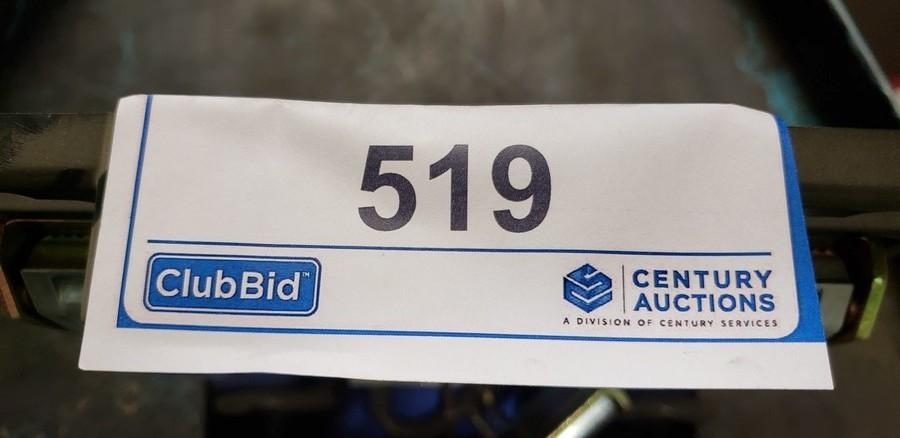 519
ClubBid™
CENTURY
AUCTIONS
A DIVISION OF CENTURY SERVICES